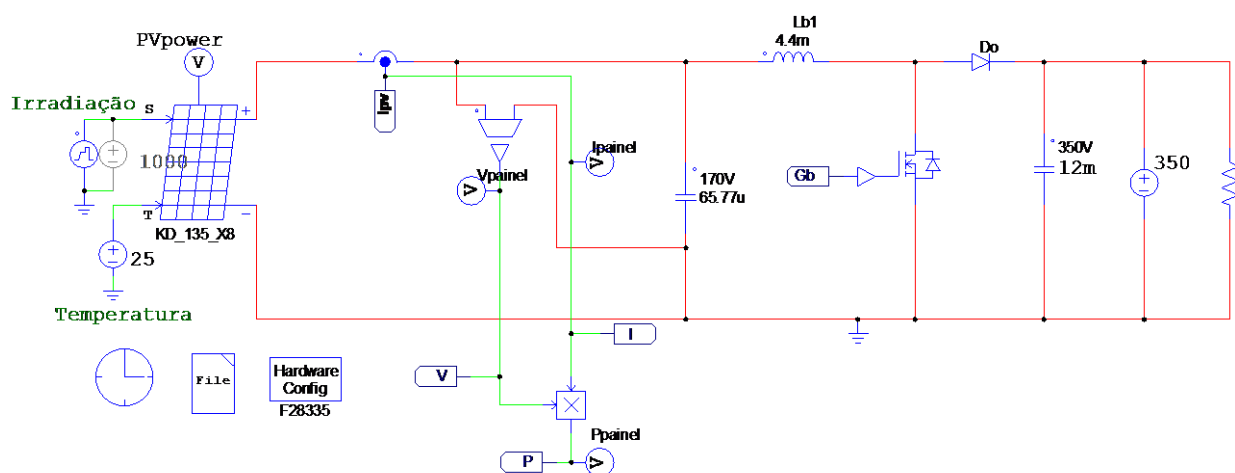 PVpower
V
Irradiação
S
+
1000
T
-
KD_135_X8
25
Temperatura
File
Hardware
Config
F28335
Ipv
Vpainel
V
Ipainel
V
170V
65.77u
Lb1
4.4m
Do
Gb
350V
12m
350
I
V
Ppainel
P
V